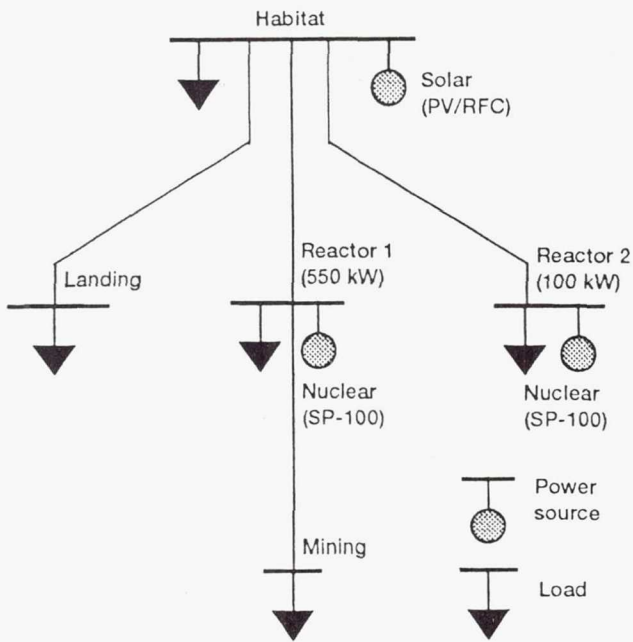 Habitat
Solar
(PV/RFC)
Landing
Reactor 1
(550 kW)
Reactor 2
(100 kW)
Nuclear
(SP-100)
Nuclear
(SP-100)
Power
source
Mining
Load